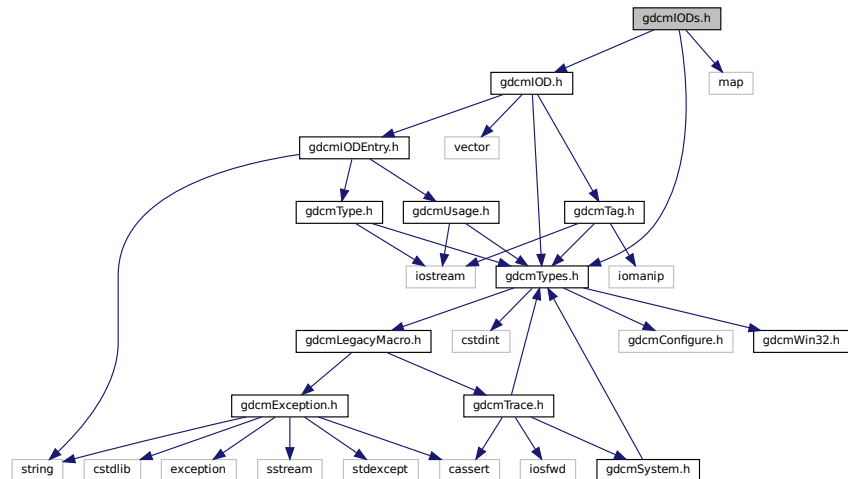 gdcmIODs.h
gdcmIOD.h
map
gdcmIODEntry.h
vector
gdcmType.h
gdcmUsage.h
gdcmTag.h
iostream
gdcmTypes.h
iomanip
gdcmLegacyMacro.h
cstdint
gdcmConfigure.h
gdcmWin32.h
gdcmException.h
gdcmTrace.h
string
cstdlib
exception
sstream
stdexcept
cassert
iosfwd
gdcmSystem.h